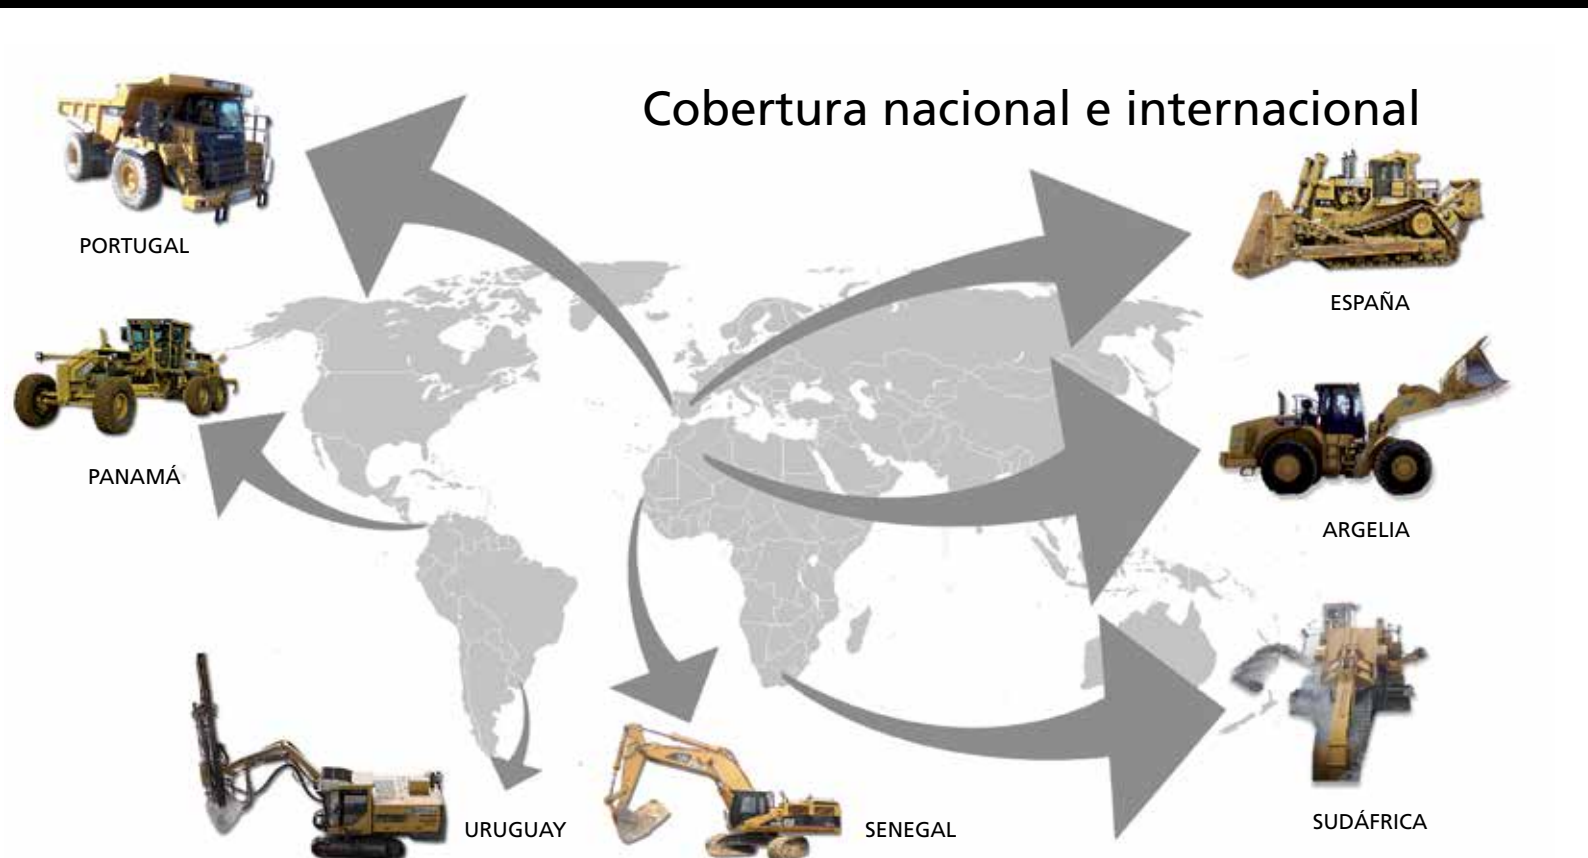 Cobertura nacional e internacional
PORTUGAL
ESPAÑA
PANAMÁ
ARGELIA
URUGUAY
SENEGAL
SUDÁFRICA